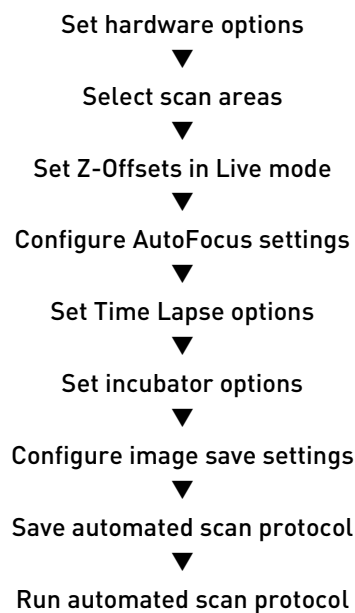 Set hardware options
▼
Select scan areas
▼
Set Z-Offsets in Live mode
▼
Configure AutoFocus settings
▼
Set Time Lapse options
▼
Set incubator options
▼
Configure image save settings
▼
Save automated scan protocol
▼
Run automated scan protocol